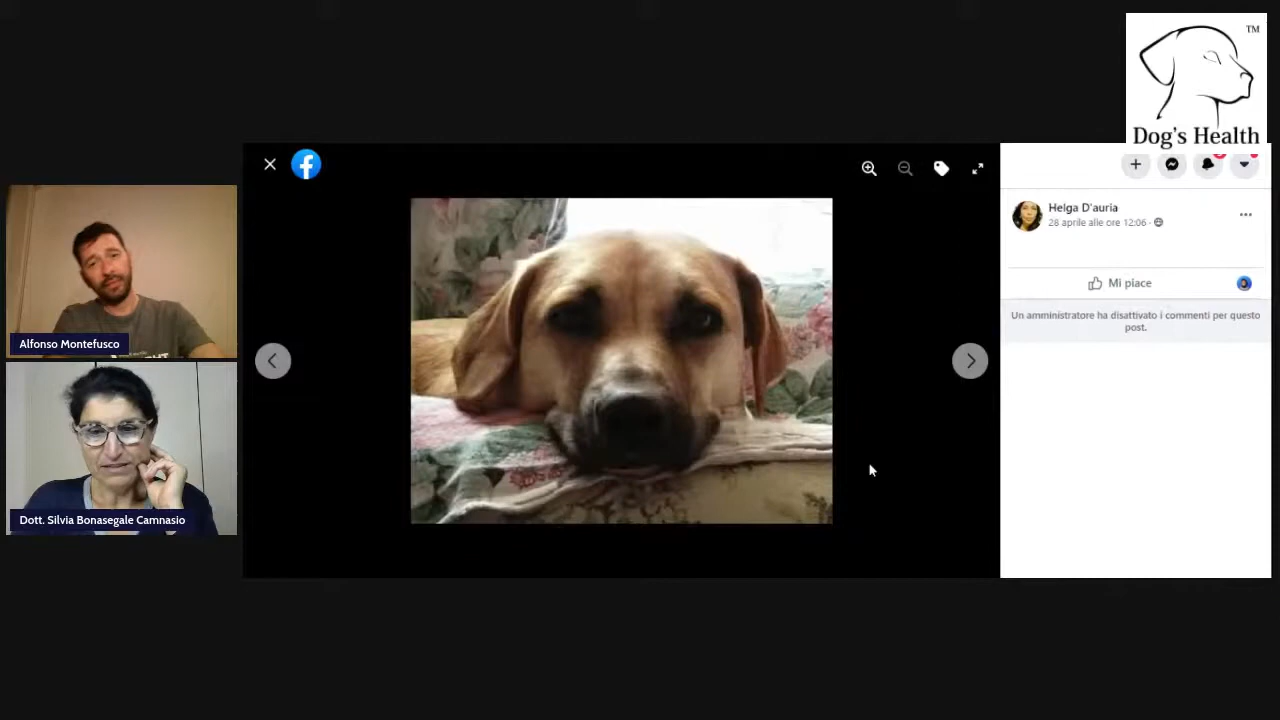 TM
Dog's Health
Helga D'auria
28 aprile alle ore 12:06 ·
Mi piace
Un amministratore ha disattivato i commenti per questo
post.
Alfonso Montefusco
Dott. Silvia Bonasegale Camnasio